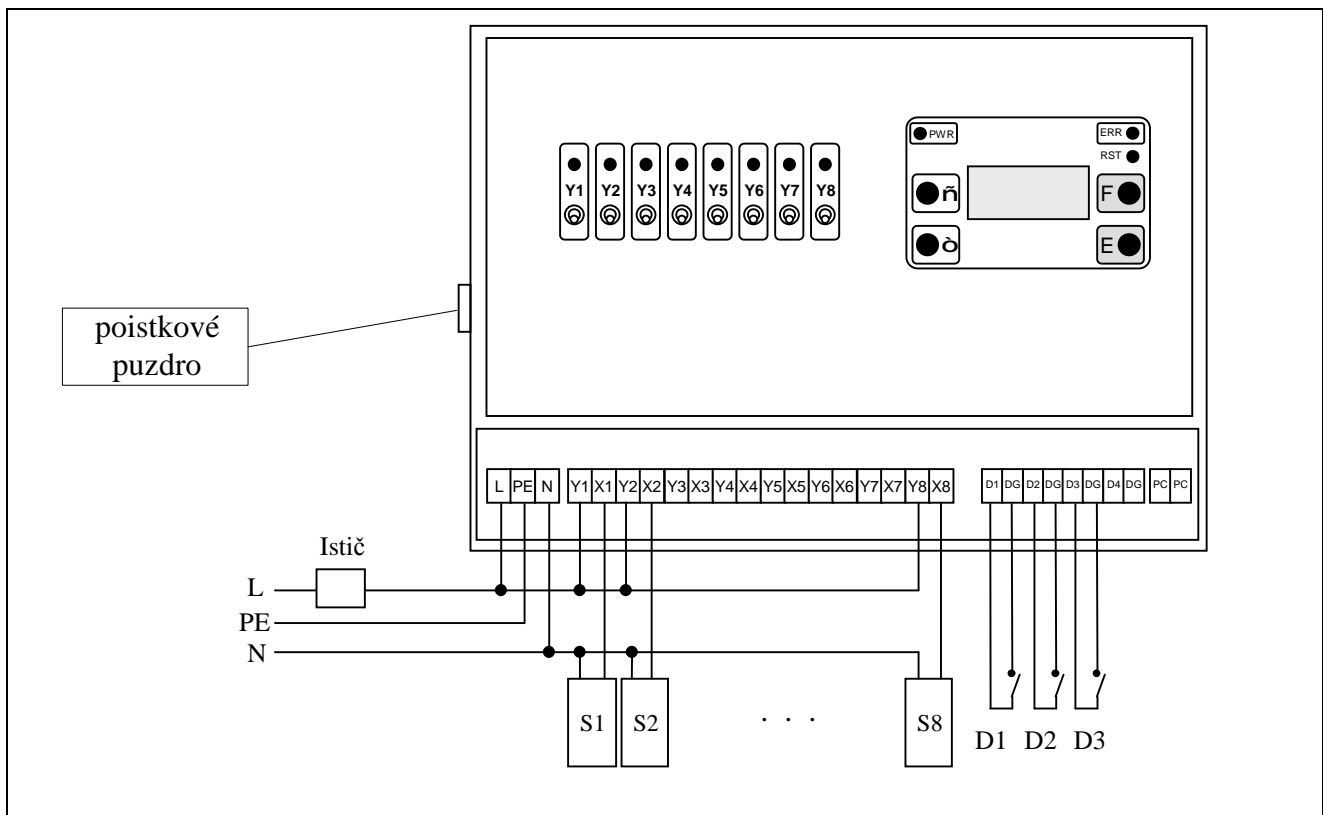 PWR ERR
RST
Y1 Y2 Y3 Y4 Y5 Y6 Y7 Y8
ñ F
ò E
poistkové
puzdro
L PE N Y1 X1 Y2 X2 Y3 X3 Y4 X4 Y5 X5 Y6 X6 Y7 X7 Y8 X8 D1 DG D2 DG D3 DG D4 DG PC PC
Istič
L
PE
N
S1 S2 . . . S8
D1 D2 D3